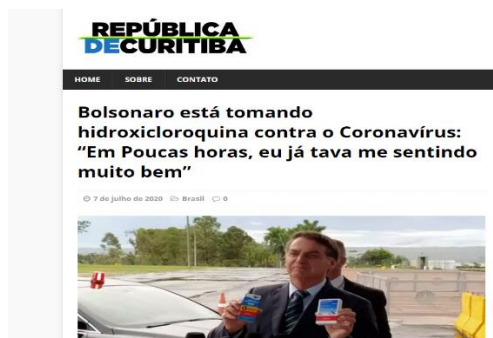 REPÚBLICA
DECURITIBA
HOME SOBRE CONTATO
Bolsonaro está tomando
hidroxicloroquina contra o Coronavírus:
“Em Poucas horas, eu já tava me sentindo
muito bem”
7 de julho de 2020 Brasil 0